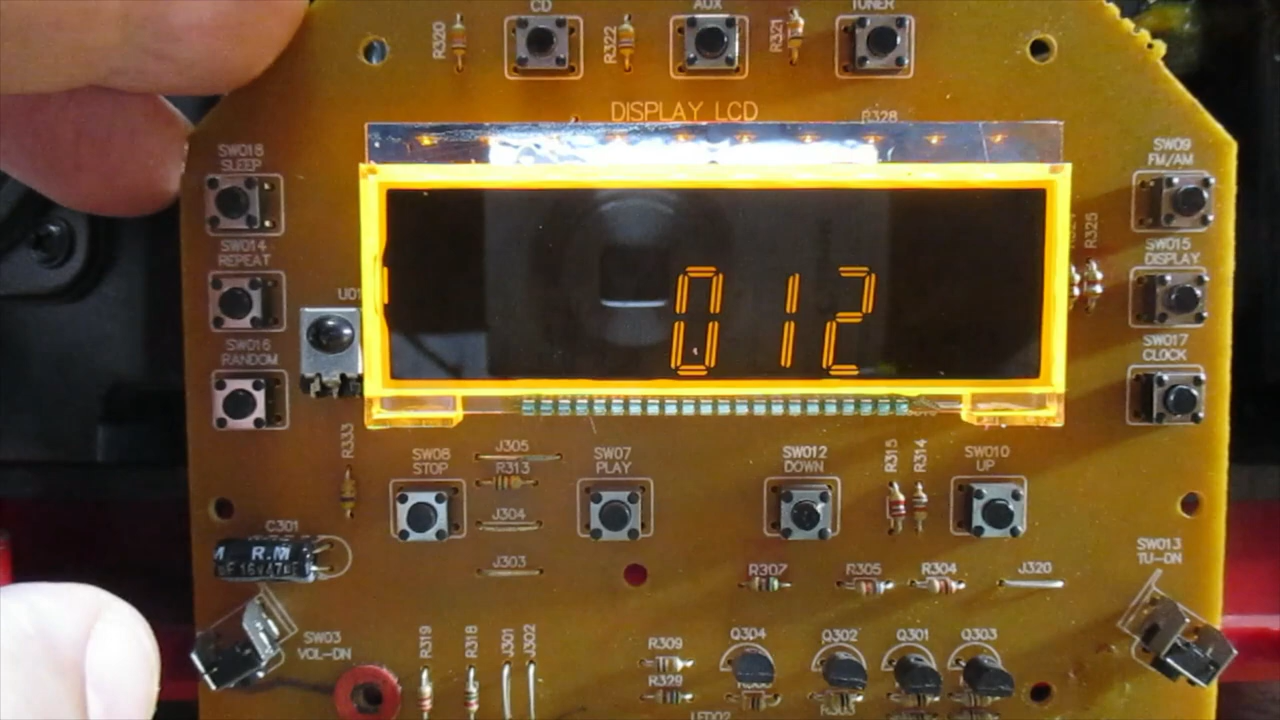 CD
AUX
TUNER
R320
R322
R321
DISPLAY LCD
R328
SW018
SLEEP
SW09
FM/AM
SW014
REPEAT
R325
SW015
DISPLAY
U01
012
SW016
RANDOM
SW017
CLOCK
R333
SW08
STOP
J305
R313
SW07
PLAY
SW012
DOWN
R315
R314
SW010
UP
J304
C301
R.M
16V47
J303
SW013
TU-DN
R307
R305
R304
J320
SW03
VOL-DN
R319
R318
J301
J302
R309
R329
Q304
Q302
Q301
Q303
LED02